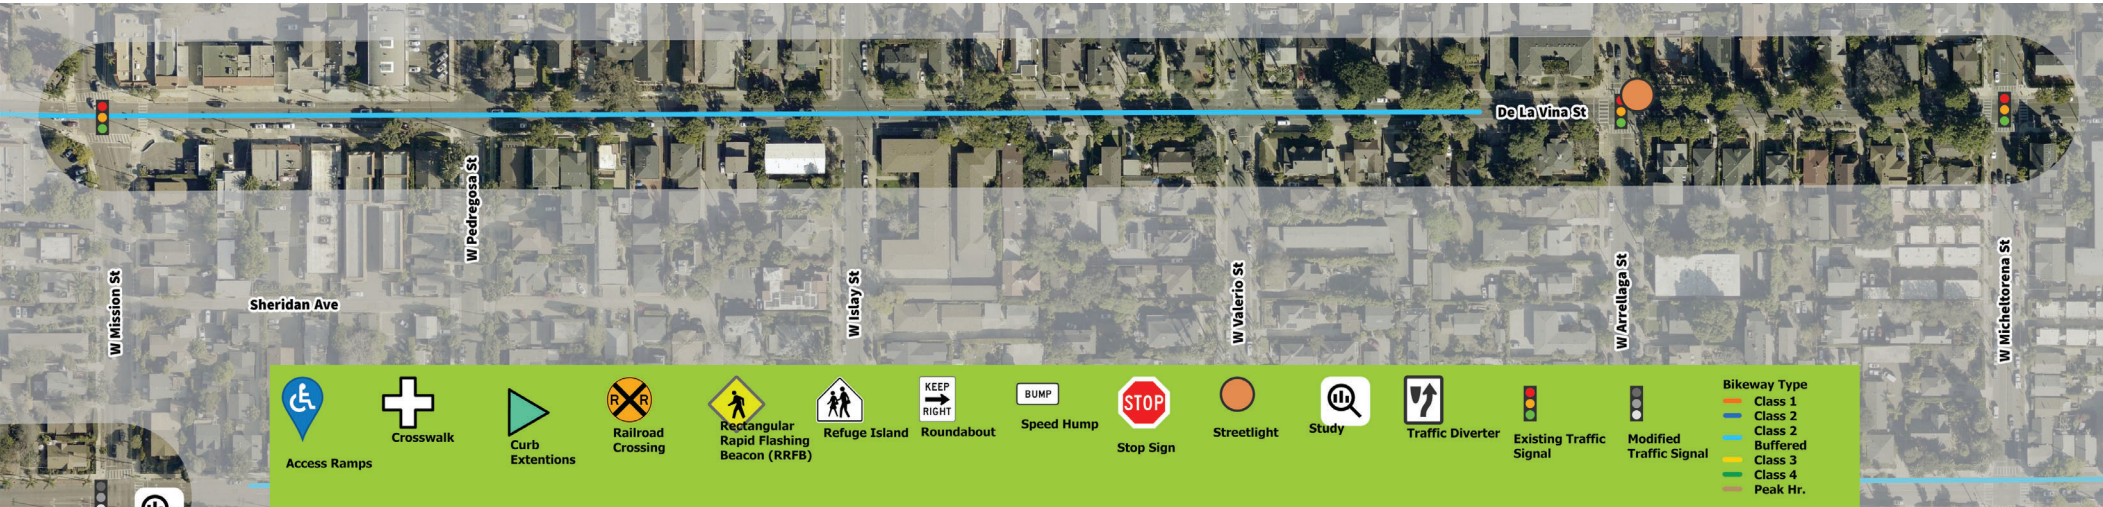 De La Vina St
W Pedregosa St
W Mission St
Sheridan Ave
W Islay St
W Valerio St
W Arrellaga St
W Micheltorena St
Access Ramps
Crosswalk
Curb
Extentions
R R
Railroad
Crossing
Rectangular
Rapid Flashing
Beacon (RRFB)
Refuge Island
KEEP
RIGHT
Roundabout
BUMP
Speed Hump
STOP
Stop Sign
Streetlight
Study
Traffic Diverter
Existing Traffic
Signal
Modified
Traffic Signal
Bikeway Type
Class 1
Class 2
Class 2
Buffered
Class 3
Class 4
Peak Hr.